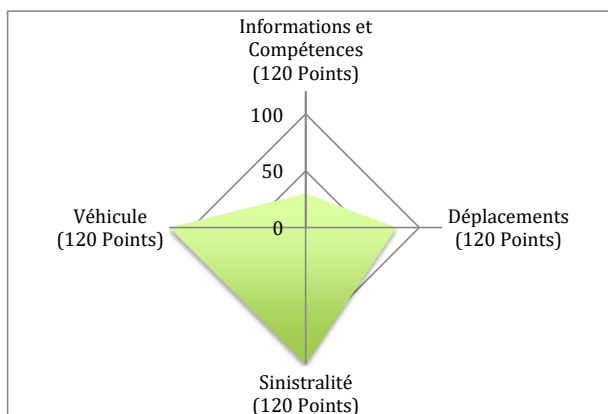 Informations et
Compétences
(120 Points)
100
50
0
Véhicule
(120 Points)
Déplacements
(120 Points)
Sinistralité
(120 Points)